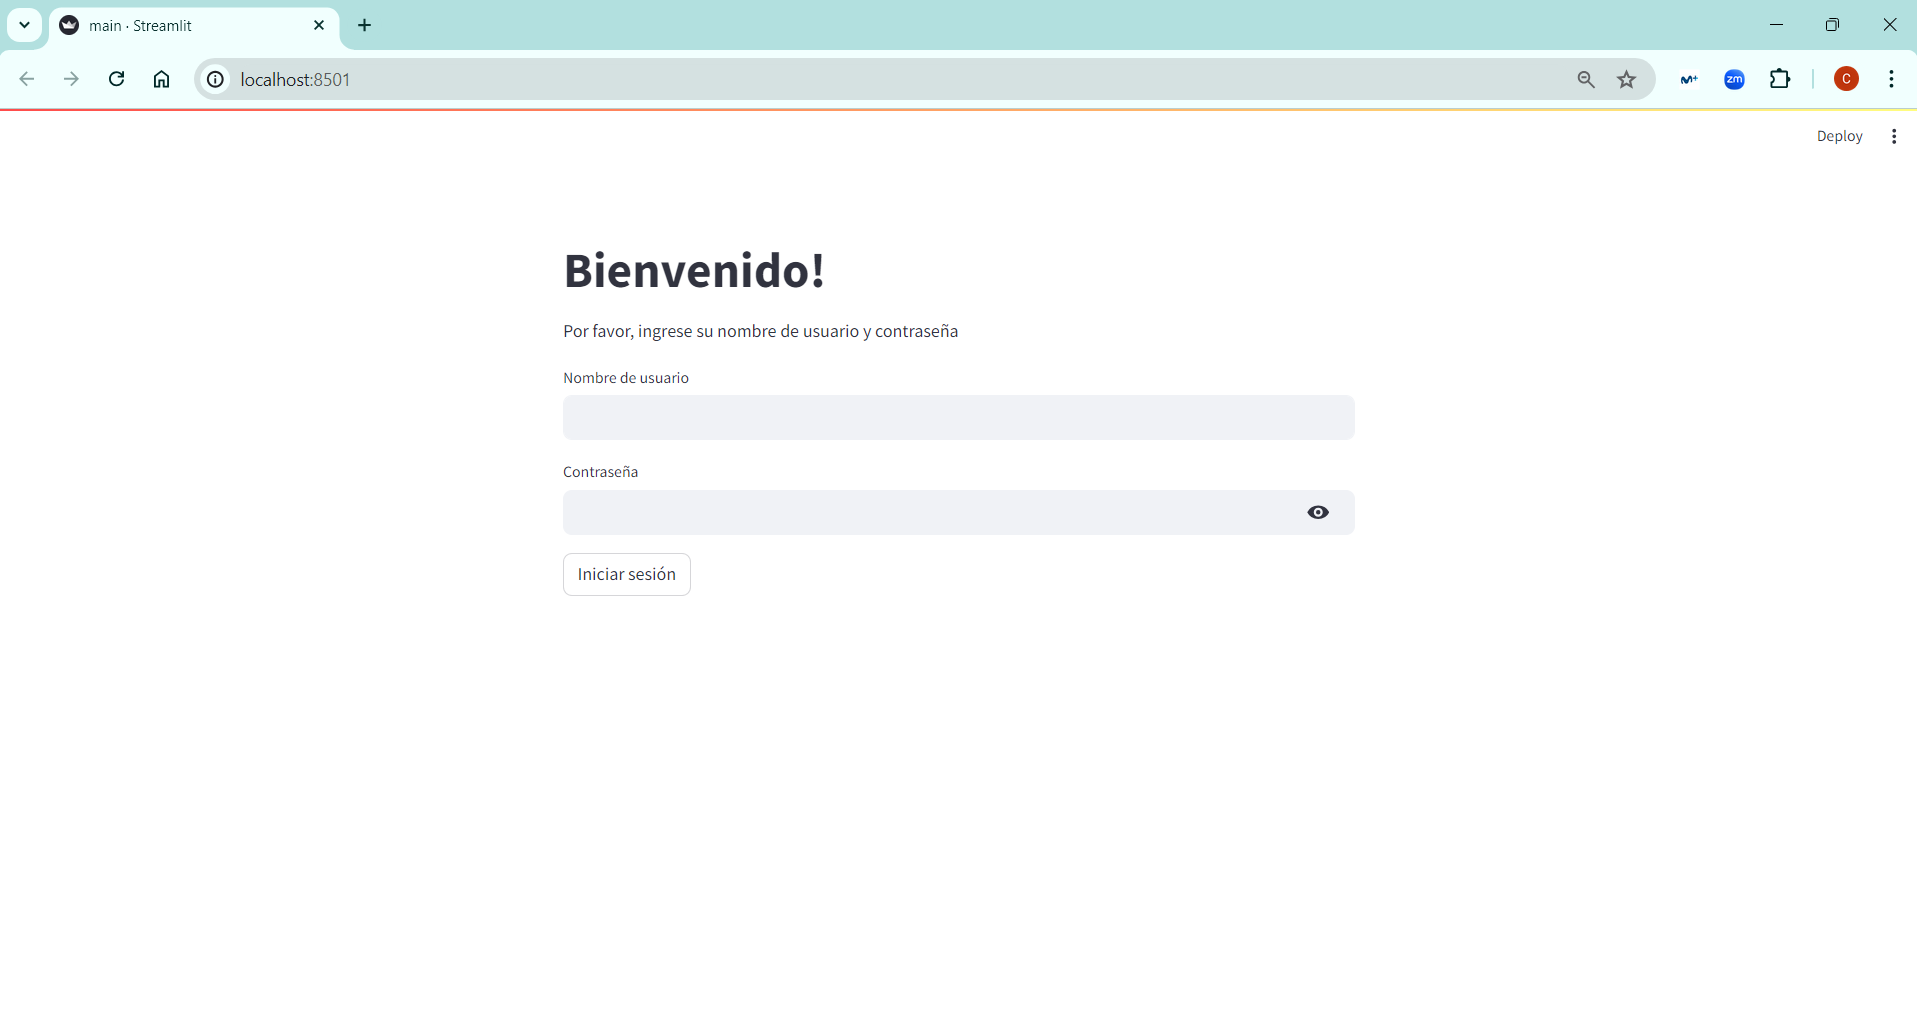 main · Streamlit
localhost:8501
zm
C
Deploy
Bienvenido!
Por favor, ingrese su nombre de usuario y contraseña
Nombre de usuario
Contraseña
Iniciar sesión